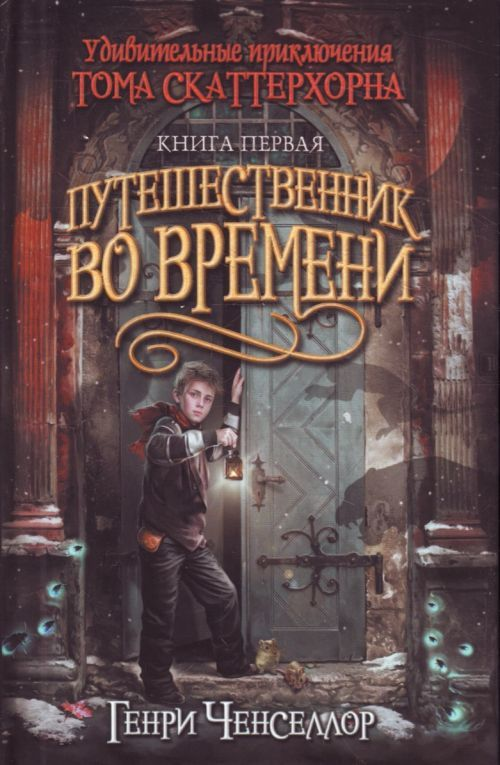 Удивительные приключения
Тома Скаттерхорна
Книга первая
Путешественник
во времени
Генри Ченселлор